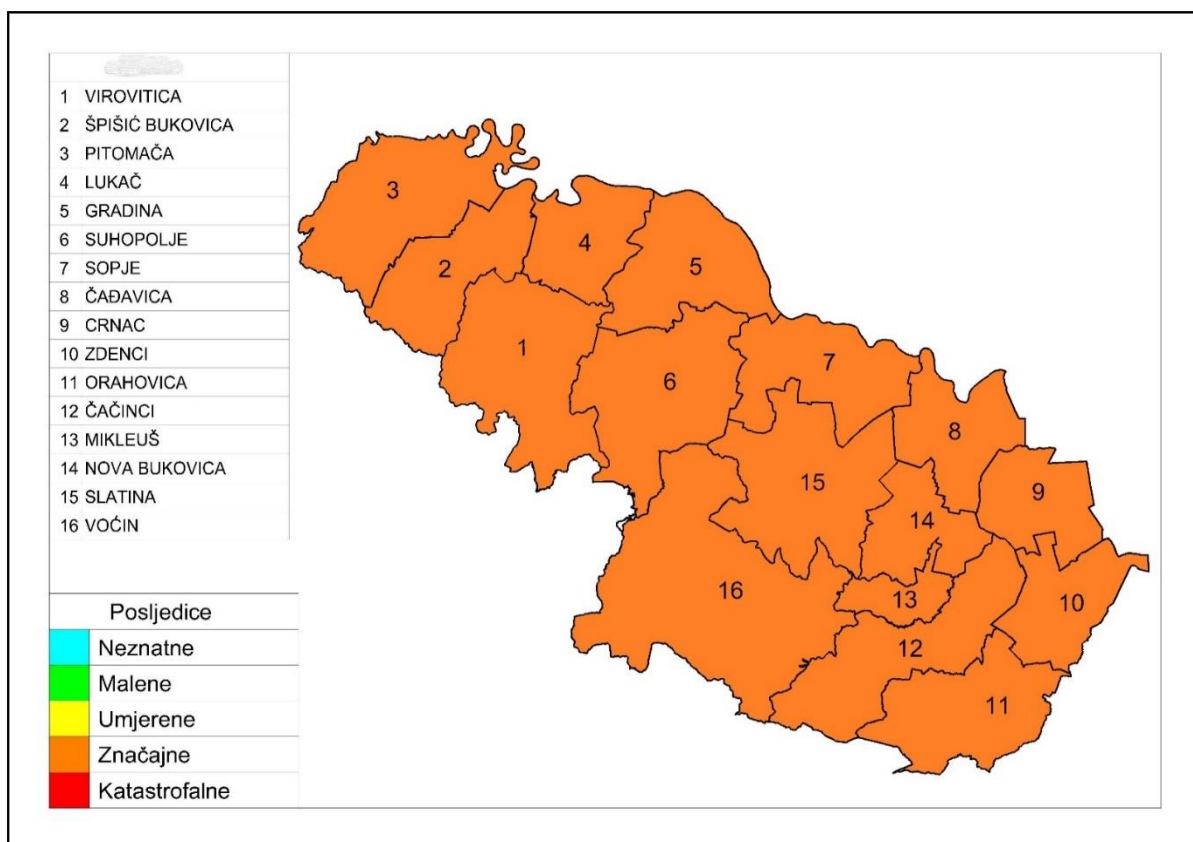 1 VIROVITICA
2 ŠPIŠIĆ BUKOVICA
3 PITOMAČA
4 LUKAČ
5 GRADINA
6 SUHOPOLJE
7 SOPJE
8 ČAĐAVICA
9 CRNAC
10 ZDENCI
11 ORAHOVICA
12 ČAČINCI
13 MIKLEUŠ
14 NOVA BUKOVICA
15 SLATINA
16 VOĆIN
Posljedice
Neznatne
Malene
Umjerene
Značajne
Katastrofalne
3
4
2
5
1
7
6
8
15
9
14
16
13
10
12
11